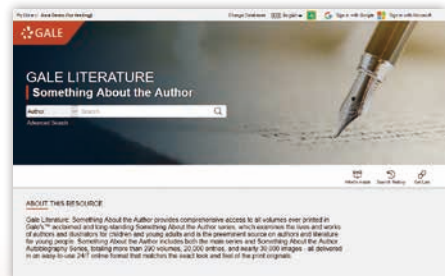 Change Databases English
Sign in with Google Sign in with Microsoft
GALE
GALE LITERATURE
Something About the Author
Author Search
Advanced Search
Search History Get Link
ABOUT THIS RESOURCE
Gale Literature: Something About the Author provides comprehensive access to all volumes ever printed in
Gale's™ acclaimed and long-standing Something About the Author series, which examines the lives and works
of authors and illustrators for children and young adults and is the preeminent source on authors and literature
for young people. Something About the Author includes both the main series and Something About the Author
Autobiography Series, totaling more than 290 volumes, 20,000 entries, and nearly 30,000 images - all delivered
in an easy-to-use 24/7 online format that matches the exact look and feel of the print originals.